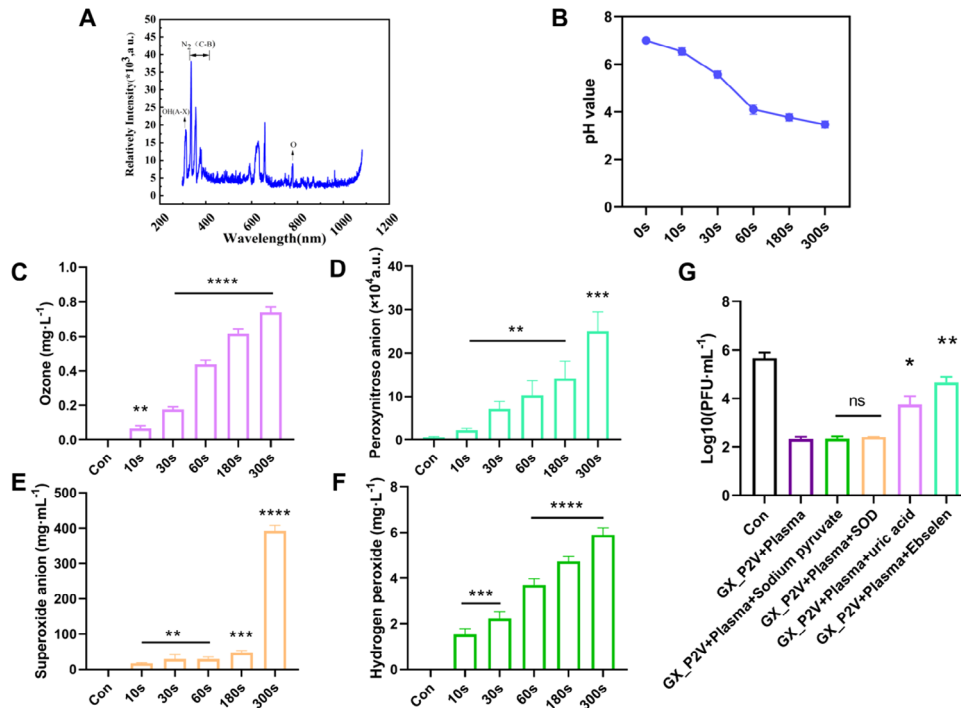 A
Relatively Intensity(*10³,a u.)
50
45
40
35
30
25
20
15
10
5
0
N₂ (C-B)
OH(A-X)
O
200
400
600
800
1000
1200
Wavelength(nm)
B
pH value
8
6
4
2
0
0s
10s
30s
60s
180s
300s
C
Ozone (mg·L⁻¹)
1.0
0.8
0.6
0.4
0.2
0.0
**
****
Con
10s
30s
60s
180s
300s
D
Peroxynitroso anion (×10⁴a.u.)
40
30
20
10
0
**
***
Con
10s
30s
60s
180s
300s
E
Superoxide anion (mg·mL⁻¹)
400
300
200
100
0
**
***
****
Con
10s
30s
60s
180s
300s
F
Hydrogen peroxide (mg·L⁻¹)
8
6
4
2
0
***
****
Con
10s
30s
60s
180s
300s
G
Log10(PFU·mL⁻¹)
8
6
4
2
0
ns
*
**
Con
GX_P2V+Plasma
GX_P2V+Plasma+Sodium pyruvate
GX_P2V+Plasma+SOD
GX_P2V+Plasma+uric acid
GX_P2V+Plasma+Ebselen